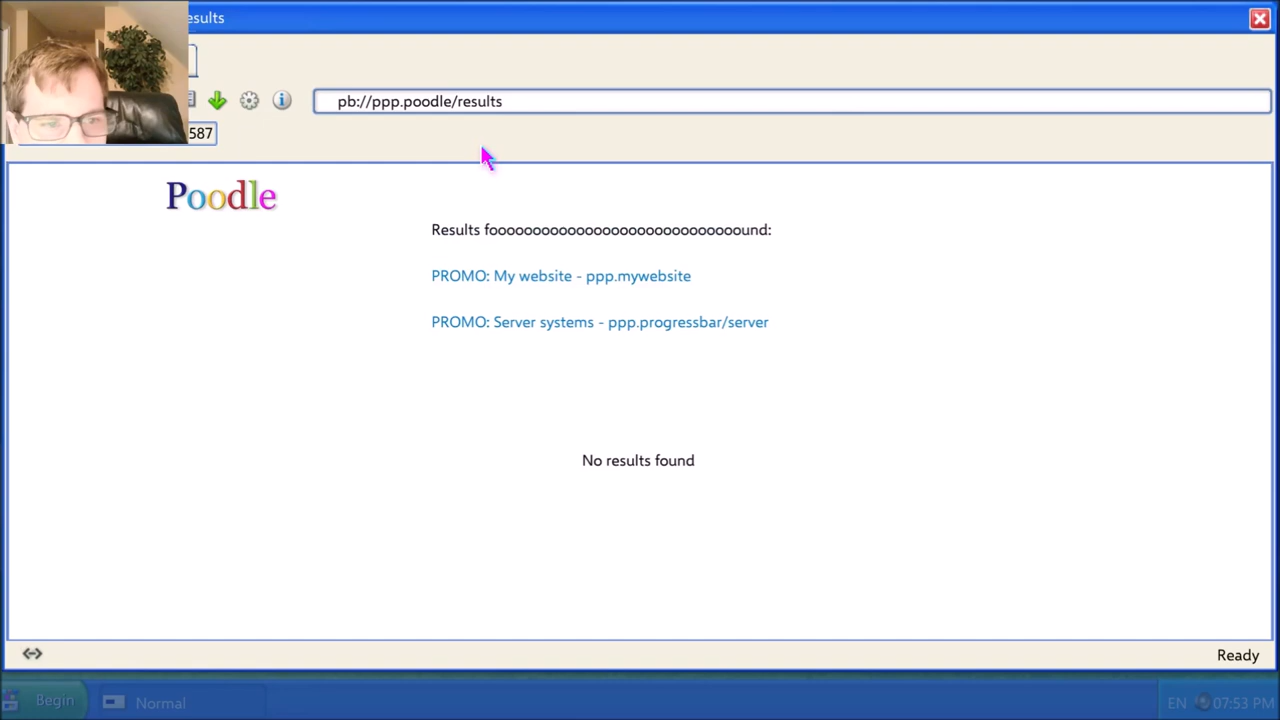 esults
pb://ppp.poodle/results
587
Poodle
Results foooooooooooooooooooooooooooound:
PROMO: My website - ppp.mywebsite
PROMO: Server systems - ppp.progressbar/server
No results found
Ready
Begin
Normal
EN
07:53 PM